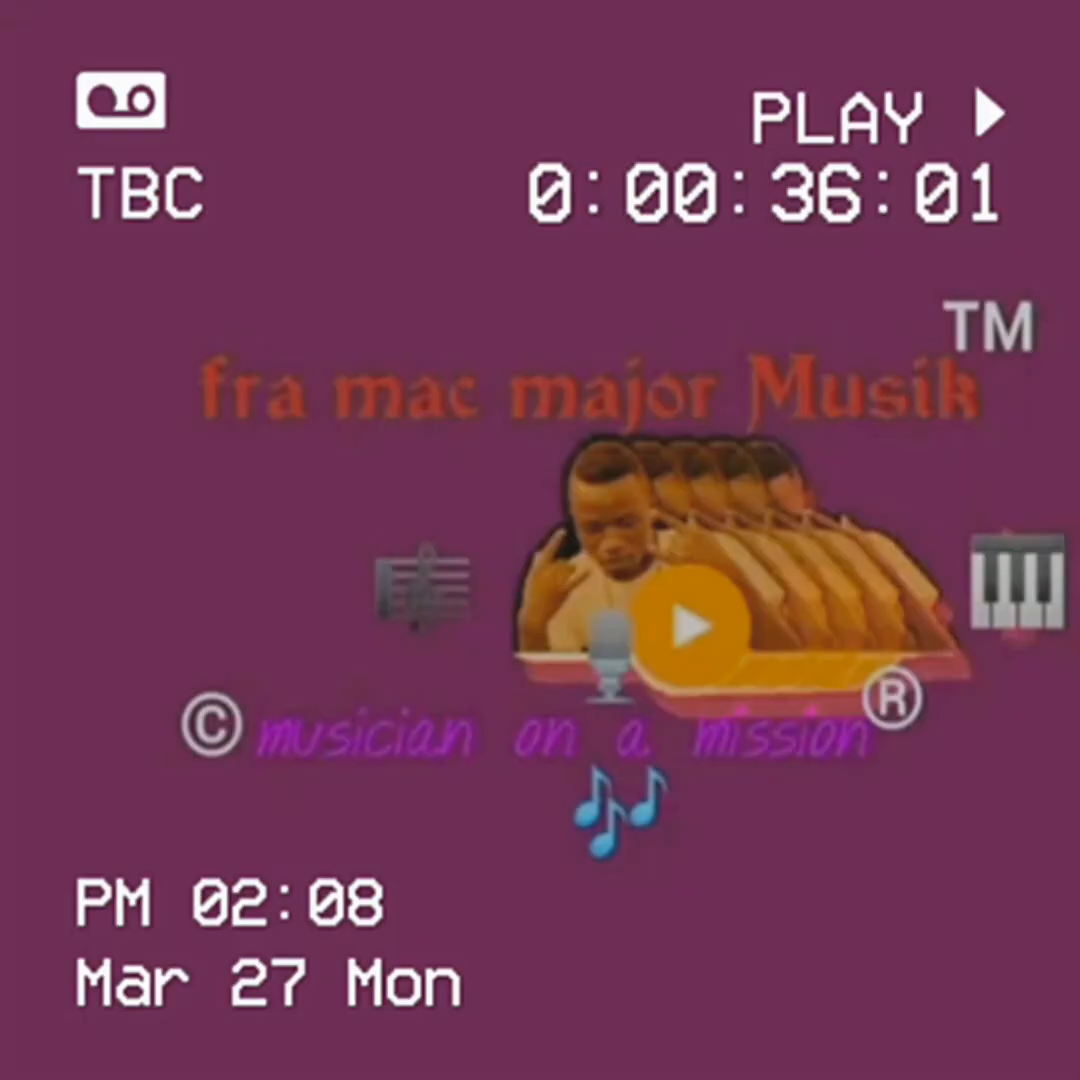 PLAY
TBC 0:00:36:01
TM
fra mac major Musik
© musician on a mission ®
PM 02:08
Mar 27 Mon